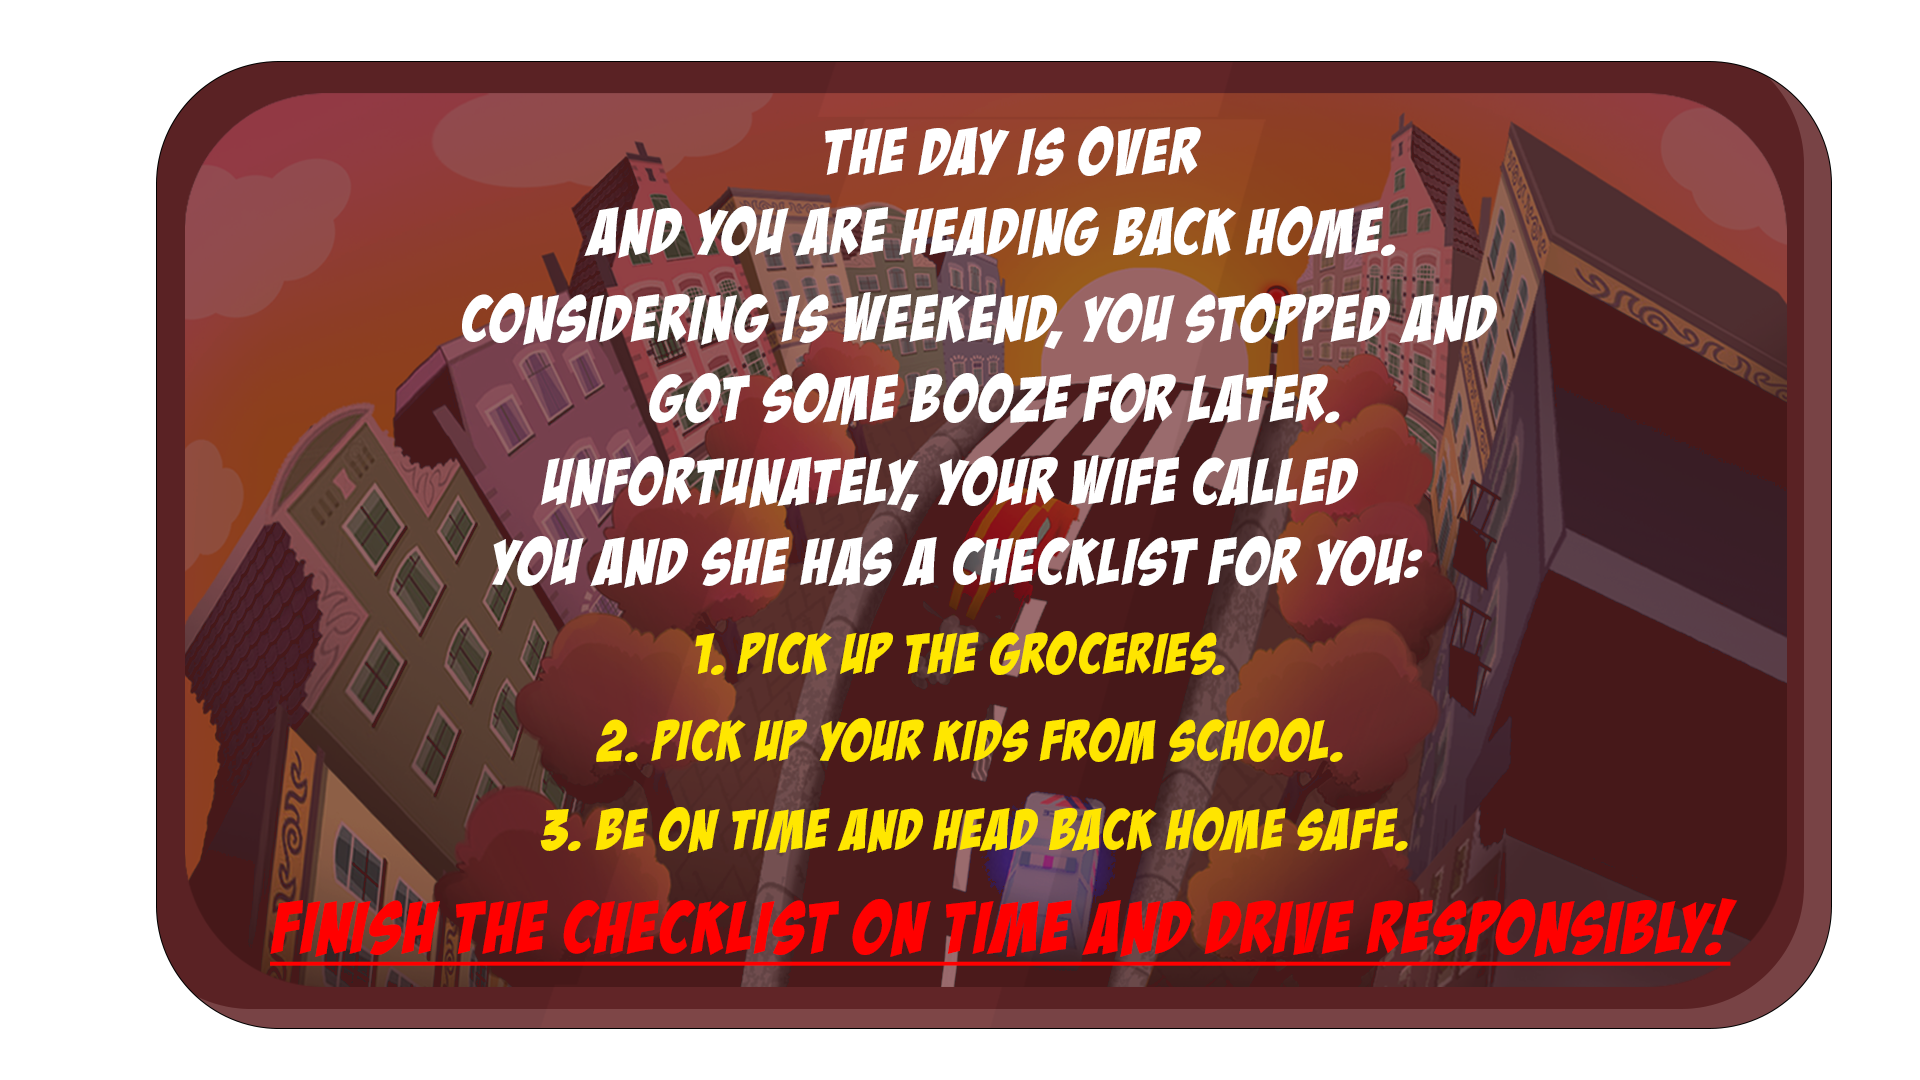 THE DAY IS OVER
AND YOU ARE HEADING BACK HOME.
CONSIDERING IS WEEKEND, YOU STOPPED AND
GOT SOME BOOZE FOR LATER.
UNFORTUNATELY, YOUR WIFE CALLED
YOU AND SHE HAS A CHECKLIST FOR YOU:
1. PICK UP THE GROCERIES.
2. PICK UP YOUR KIDS FROM SCHOOL.
3. BE ON TIME AND HEAD BACK HOME SAFE.
FINISH THE CHECKLIST ON TIME AND DRIVE RESPONSIBLY!